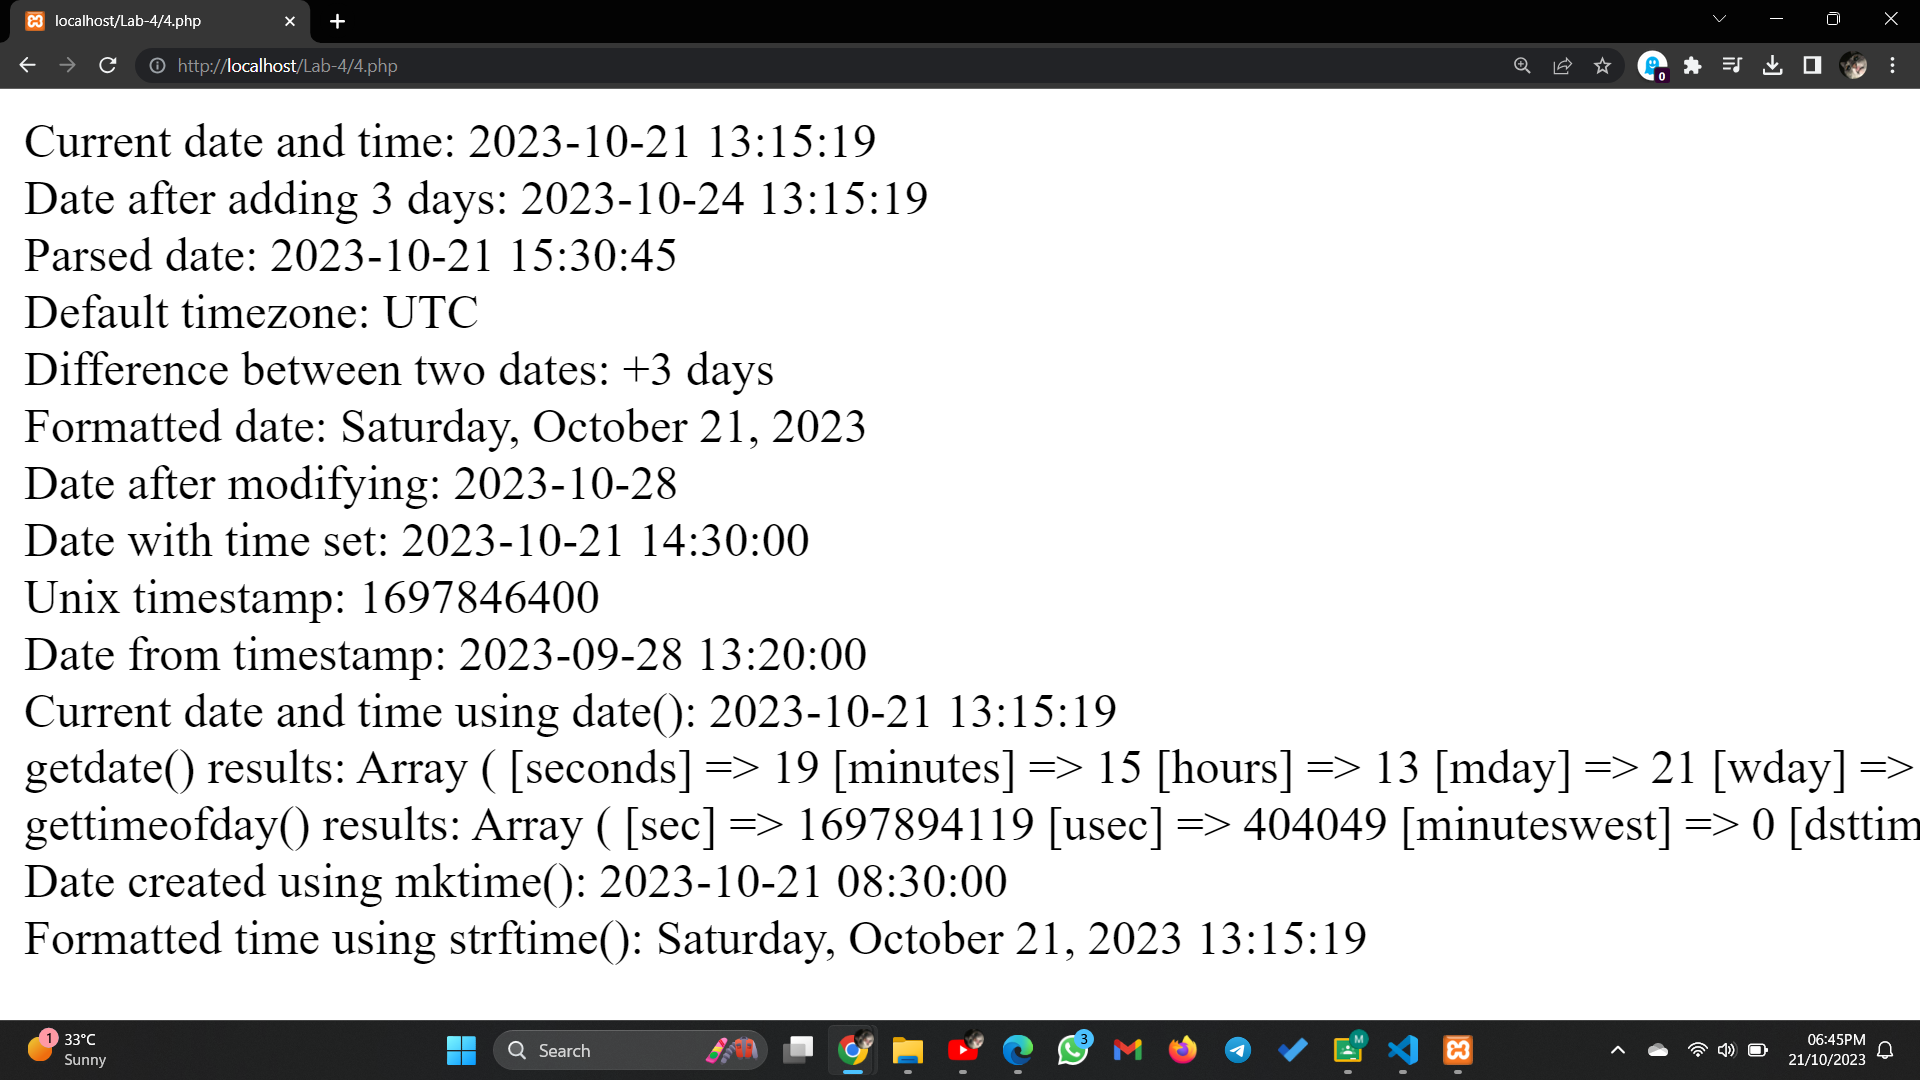 localhost/Lab-4/4.php
http://localhost/Lab-4/4.php
0
Current date and time: 2023-10-21 13:15:19
Date after adding 3 days: 2023-10-24 13:15:19
Parsed date: 2023-10-21 15:30:45
Default timezone: UTC
Difference between two dates: +3 days
Formatted date: Saturday, October 21, 2023
Date after modifying: 2023-10-28
Date with time set: 2023-10-21 14:30:00
Unix timestamp: 1697846400
Date from timestamp: 2023-09-28 13:20:00
Current date and time using date(): 2023-10-21 13:15:19
getdate() results: Array ( [seconds] => 19 [minutes] => 15 [hours] => 13 [mday] => 21 [wday] =>
gettimeofday() results: Array ( [sec] => 1697894119 [usec] => 404049 [minuteswest] => 0 [dsttim
Date created using mktime(): 2023-10-21 08:30:00
Formatted time using strftime(): Saturday, October 21, 2023 13:15:19
1
33°C
Sunny
Search
3
M
06:45PM
21/10/2023